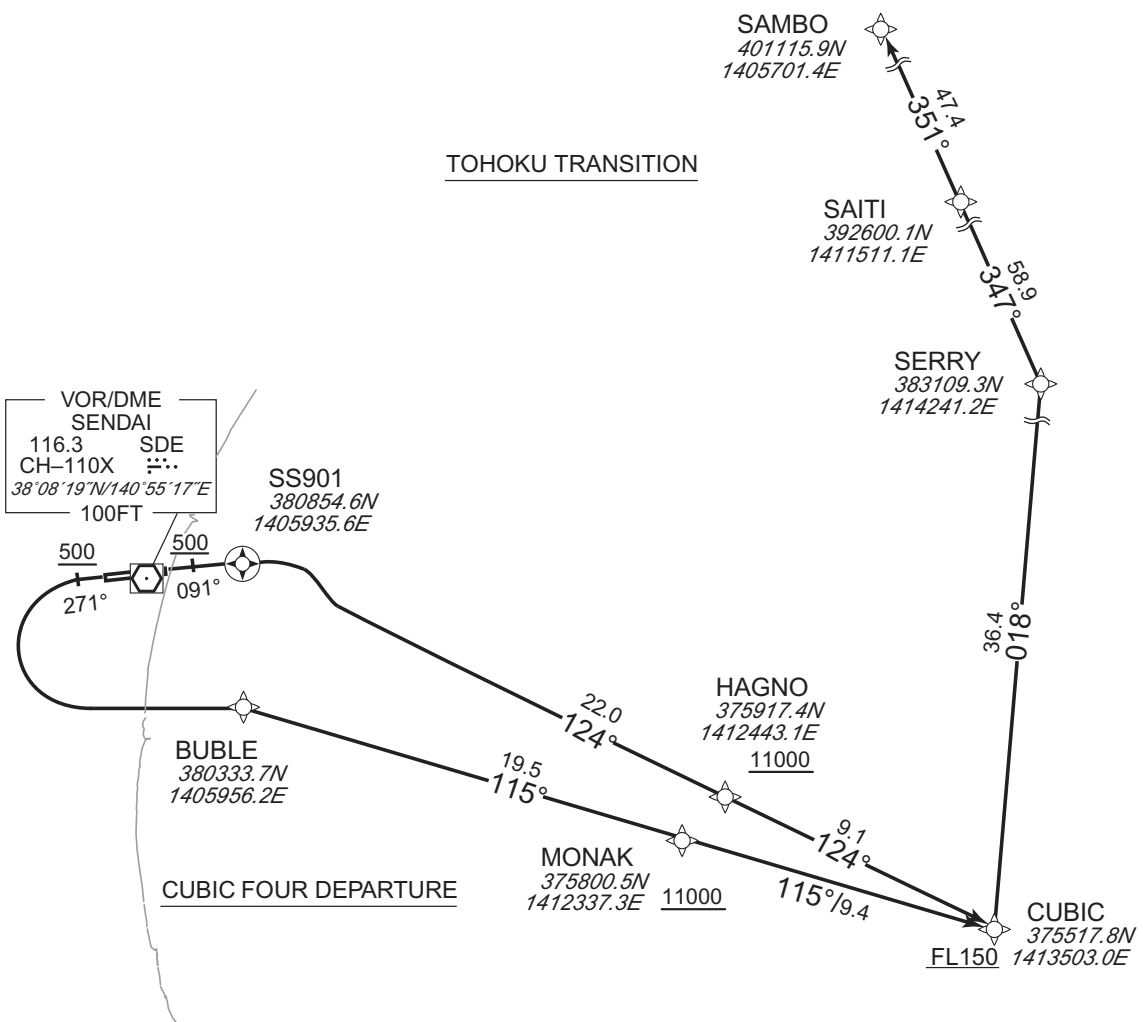 SAMBO
401115.9N
1405701.4E
47.4
351°
TOHOKU TRANSITION
SAITI
392600.1N
1411511.1E
58.9
347°
SERRY
383109.3N
1414241.2E
VOR/DME
SENDAI
116.3 SDE
CH–110X
38°08′19″N/140°55′17″E
100FT
SS901
380854.6N
1405935.6E
500
500
271°
091°
36.4
018°
HAGNO
375917.4N
1412443.1E
11000
22.0
124°
BUBLE
380333.7N
1405956.2E
19.5
115°
9.1
124°
MONAK
375800.5N
1412337.3E
11000
115°/9.4
CUBIC FOUR DEPARTURE
CUBIC
375517.8N
1413503.0E
FL150